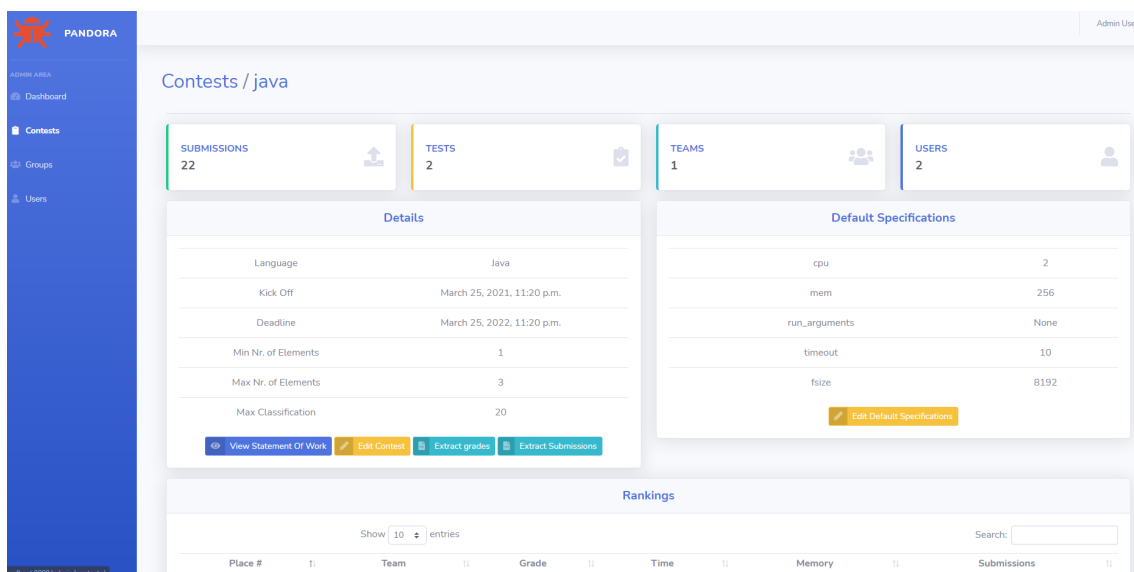 PANDORA
Admin Use
ADMIN AREA
Dashboard
Contests
Groups
Users
Contests / java
SUBMISSIONS
22
TESTS
2
TEAMS
1
USERS
2
Details
Language Java
Kick Off March 25, 2021, 11:20 p.m.
Deadline March 25, 2022, 11:20 p.m.
Min Nr. of Elements 1
Max Nr. of Elements 3
Max Classification 20
View Statement Of Work Edit Contest Extract grades Extract Submissions
Default Specifications
cpu 2
mem 256
run_arguments None
timeout 10
fsize 8192
Edit Default Specifications
Rankings
Show 10 entries Search:
Place # Team Grade Time Memory Submissions